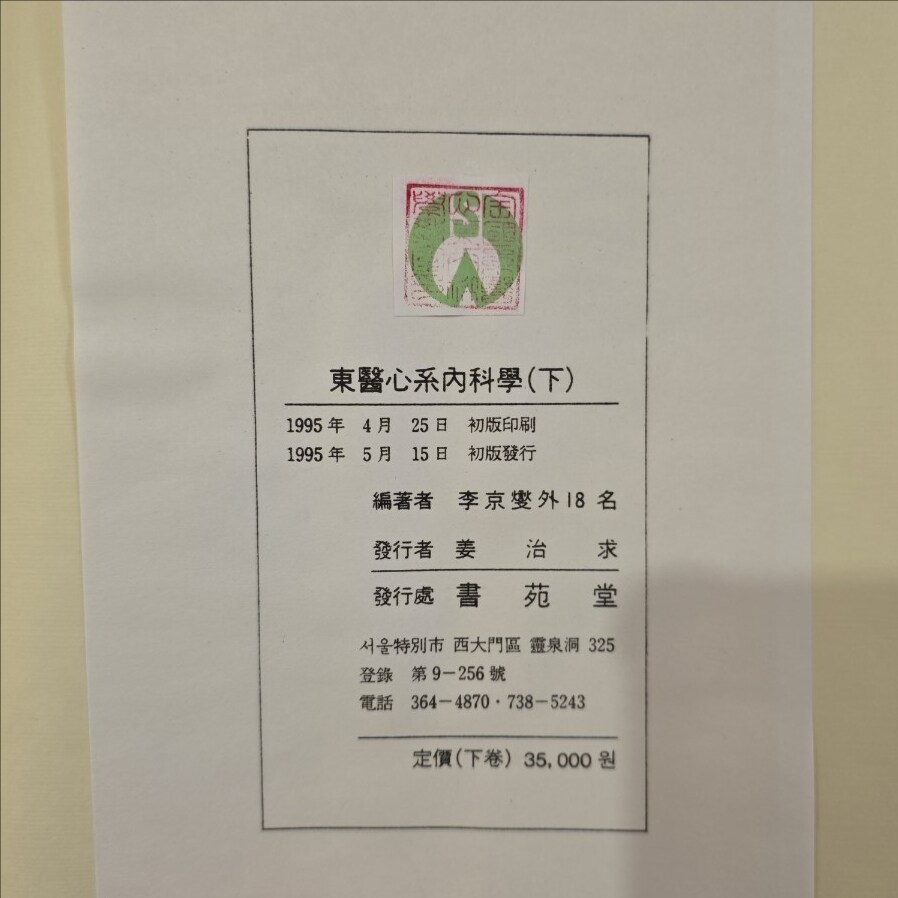 東醫心系內科學(下)
1995年 4月 25日 初版印刷
1995年 5月 15日 初版發行
編著者 李京燮外18名
發行者 姜治求
發行處 書苑堂
서울特別市 西大門區 靈泉洞 325
登錄 第9-256號
電話 364-4870·738-5243
定價(下卷) 35,000원